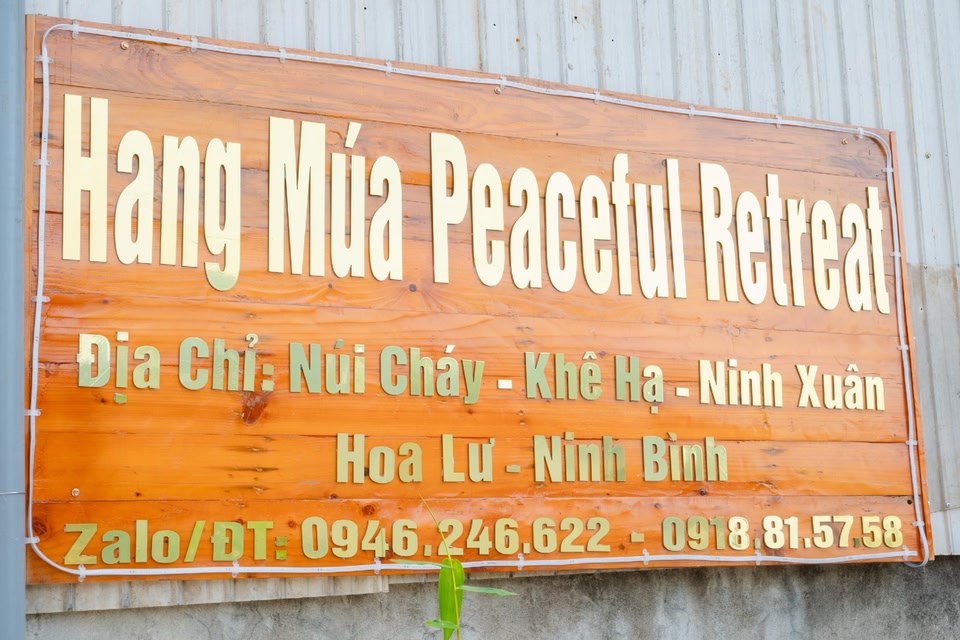 Hang Múa Peaceful Retreat
Địa Chỉ: Núi Cháy - Khê Hạ - Ninh Xuân
Hoa Lư - Ninh Bình
Zalo/ĐT: 0946.246.622 - 0918.81.57.58